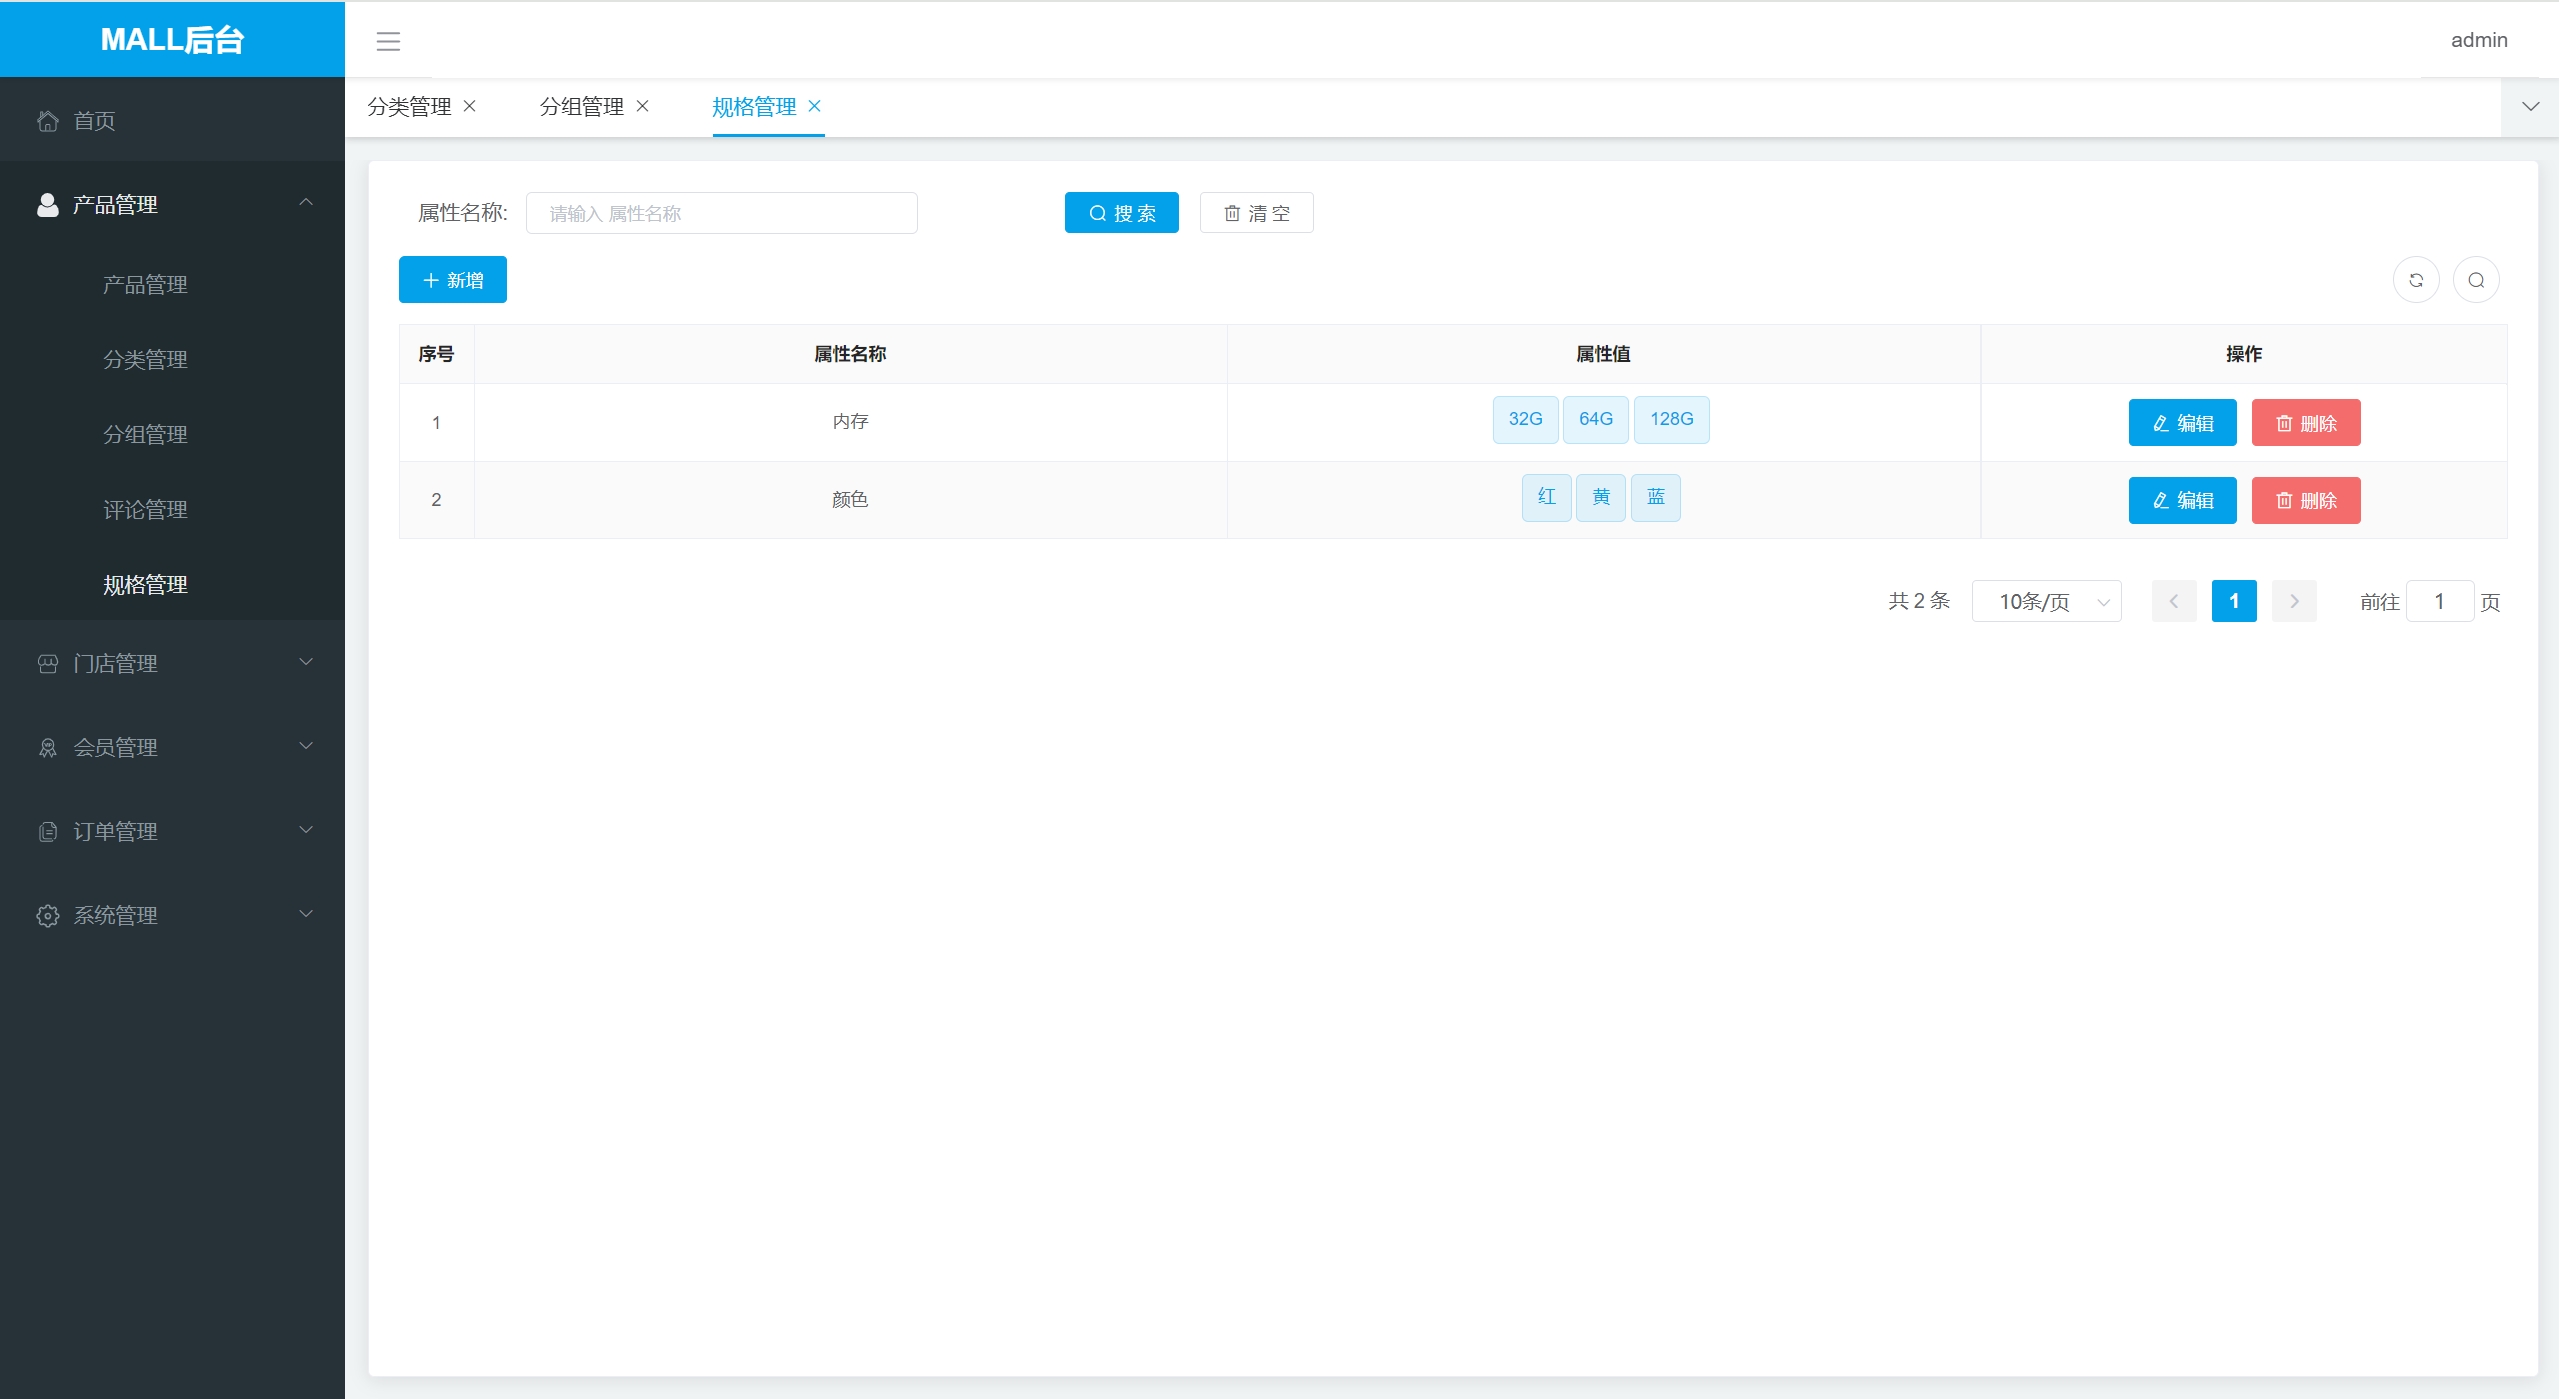 MALL后台
admin
首页
产品管理
产品管理
分类管理
分组管理
评论管理
规格管理
门店管理
会员管理
订单管理
系统管理
分类管理 分组管理 规格管理
属性名称: 请输入 属性名称 搜 索 清 空
新增
序号 属性名称 属性值 操作
1 内存 32G 64G 128G 编辑 删除
2 颜色 红 黄 蓝 编辑 删除
共 2 条 10条/页 1 前往 1 页